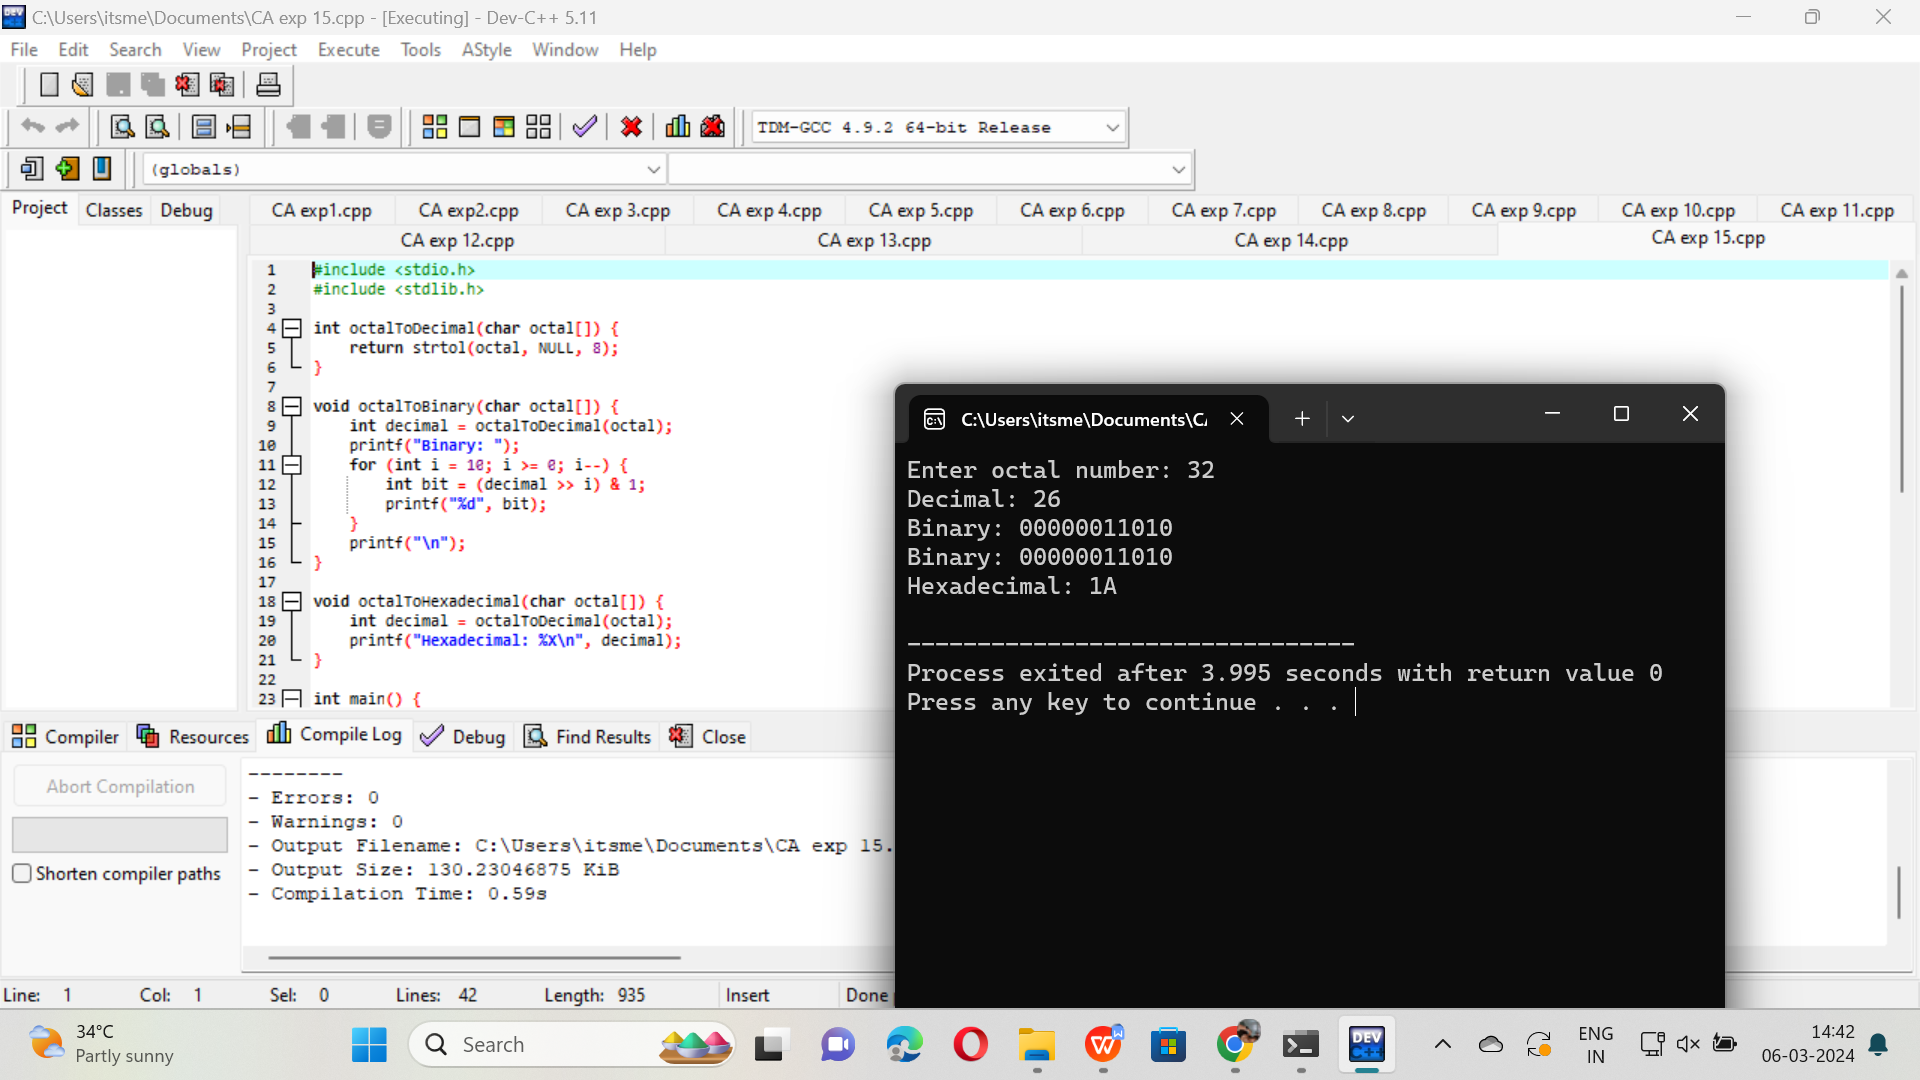 C:\Users\itsme\Documents\CA exp 15.cpp - [Executing] - Dev-C++ 5.11
File Edit Search View Project Execute Tools AStyle Window Help
TDM-GCC 4.9.2 64-bit Release
(globals)
Project Classes Debug
CA exp1.cpp CA exp2.cpp CA exp 3.cpp CA exp 4.cpp CA exp 5.cpp CA exp 6.cpp CA exp 7.cpp CA exp 8.cpp CA exp 9.cpp CA exp 10.cpp CA exp 11.cpp
CA exp 12.cpp CA exp 13.cpp CA exp 14.cpp CA exp 15.cpp
1 #include <stdio.h>
2 #include <stdlib.h>
3
4 int octalToDecimal(char octal[]) {
5 return strtol(octal, NULL, 8);
6 }
7
8 void octalToBinary(char octal[]) {
9 int decimal = octalToDecimal(octal);
10 printf("Binary: ");
11 for (int i = 10; i >= 0; i--) {
12 int bit = (decimal >> i) & 1;
13 printf("%d", bit);
14 }
15 printf("\n");
16 }
17
18 void octalToHexadecimal(char octal[]) {
19 int decimal = octalToDecimal(octal);
20 printf("Hexadecimal: %X\n", decimal);
21 }
22
23 int main() {
C:\Users\itsme\Documents\C
Enter octal number: 32
Decimal: 26
Binary: 00000011010
Binary: 00000011010
Hexadecimal: 1A
--------------------------------
Process exited after 3.995 seconds with return value 0
Press any key to continue . . .
Compiler Resources Compile Log Debug Find Results Close
Abort Compilation
Shorten compiler paths
--------
- Errors: 0
- Warnings: 0
- Output Filename: C:\Users\itsme\Documents\CA exp 15.
- Output Size: 130.23046875 KiB
- Compilation Time: 0.59s
Line: 1 Col: 1 Sel: 0 Lines: 42 Length: 935 Insert Done
34°C
Partly sunny
Search
DEV C++
ENG
IN
14:42
06-03-2024